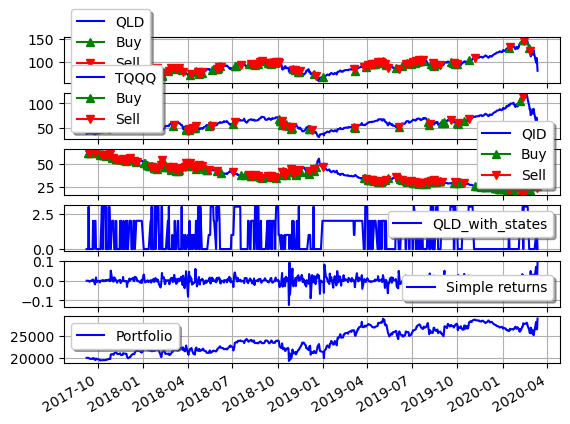 QLD
Buy
Sell
150
100
TQQQ
Buy
Sell
100
50
QID
Buy
Sell
50
25
QLD_with_states
2.5
0.0
Simple returns
0.1
0.0
−0.1
Portfolio
25000
20000
2017-10 2018-01 2018-04 2018-07 2018-10 2019-01 2019-04 2019-07 2019-10 2020-01 2020-04